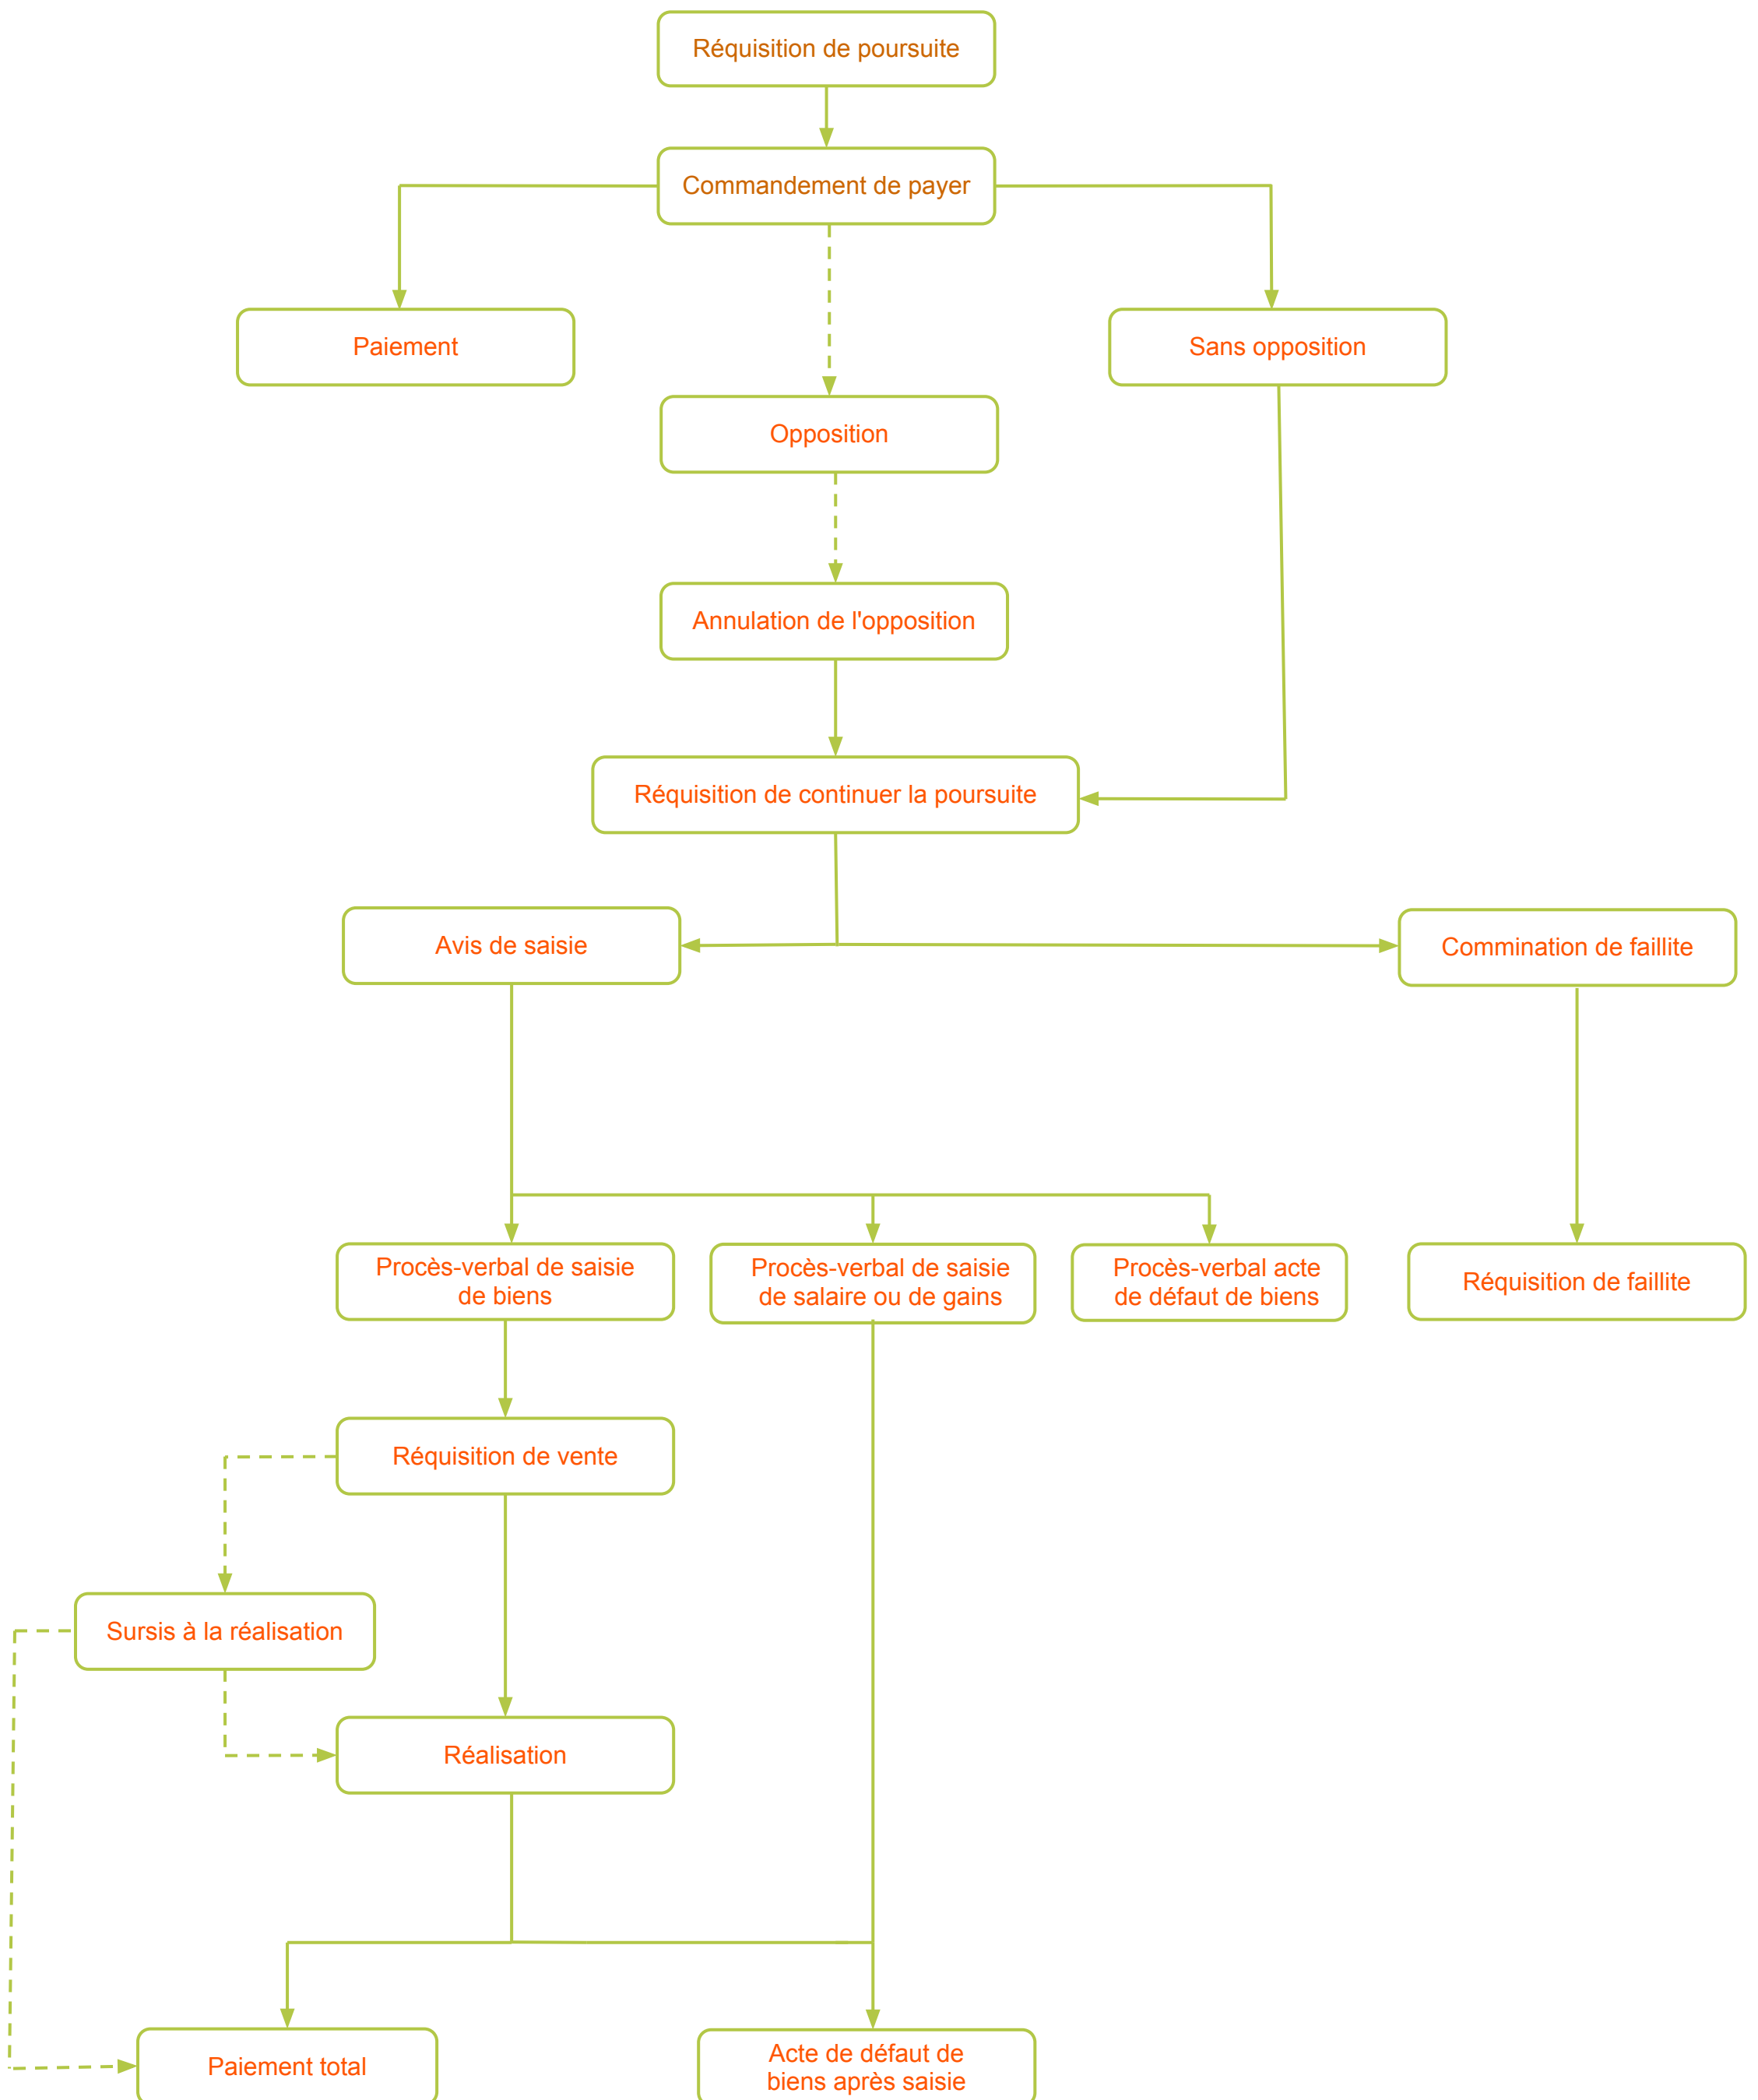 Réquisition de poursuite
Commandement de payer
Paiement
Sans opposition
Opposition
Annulation de l'opposition
Réquisition de continuer la poursuite
Avis de saisie
Commination de faillite
Procès-verbal de saisie
de biens
Procès-verbal de saisie
de salaire ou de gains
Procès-verbal acte
de défaut de biens
Réquisition de faillite
Réquisition de vente
Sursis à la réalisation
Réalisation
Paiement total
Acte de défaut de
biens après saisie